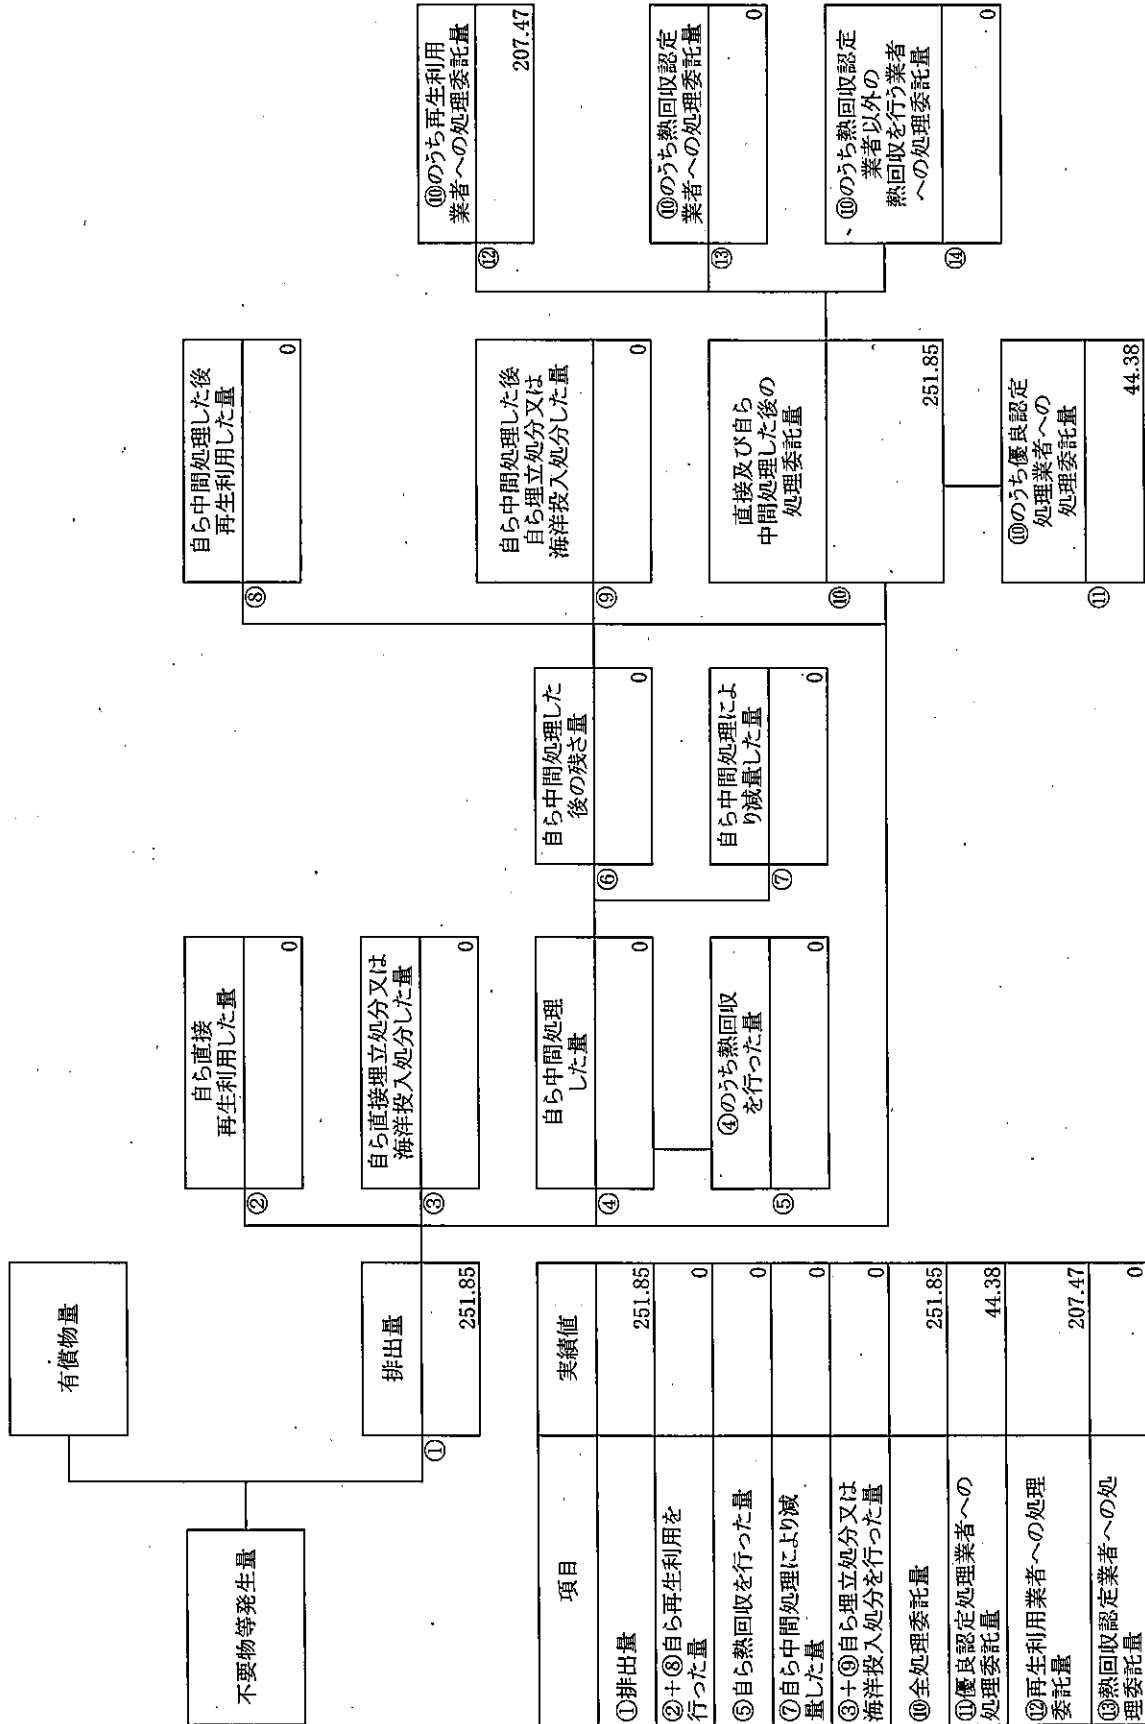 不要物等発生量
有償物量
排出量
①
251.85
自ら直接
再生利用した量
②
0
自ら直接埋立処分又は
海洋投入処分した量
③
0
自ら中間処理
した量
④
0
④のうち熱回収
を行った量
⑤
0
自ら中間処理した
後の残さ量
⑥
0
自ら中間処理によ
り減量した量
⑦
0
自ら中間処理した後
再生利用した量
⑧
0
自ら中間処理した後
自ら埋立処分又は
海洋投入処分した量
⑨
0
直接及び自ら
中間処理した後の
処理委託量
⑩
251.85
⑩のうち優良認定
処理業者への
処理委託量
⑪
44.38
⑩のうち再生利用
業者への処理委託量
⑫
207.47
⑩のうち熱回収認定
業者への処理委託量
⑬
0
⑩のうち熱回収認定
業者以外の
熱回収を行う業者
への処理委託量
⑭
0
項目 実績値
①排出量 251.85
②+⑧自ら再生利用を
行った量 0
⑤自ら熱回収を行った量 0
⑦自ら中間処理により減
量した量 0
③+⑨自ら埋立処分又は
海洋投入処分を行った量 0
⑩全処理委託量 251.85
⑪優良認定処理業者への
処理委託量 44.38
⑫再生利用業者への処理
委託量 207.47
⑬熱回収認定業者への処
理委託量 0